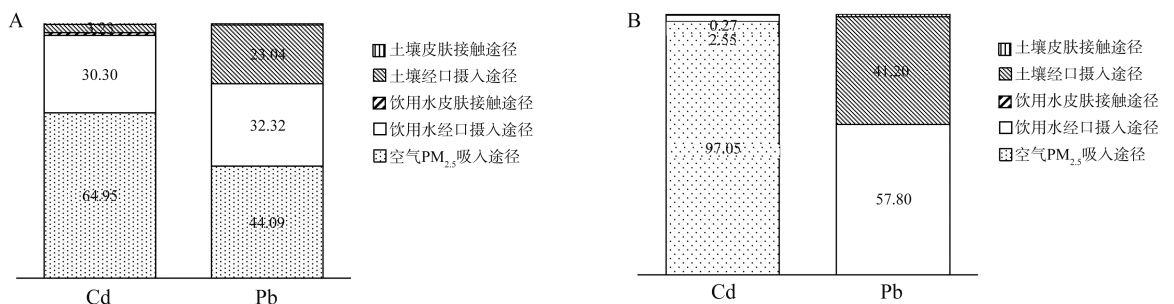 A
30.30
64.95
Cd
23.04
32.32
44.09
Pb
土壤皮肤接触途径
土壤经口摄入途径
饮用水皮肤接触途径
饮用水经口摄入途径
空气PM2.5吸入途径
B
0.27
2.55
97.05
Cd
41.20
57.80
Pb
土壤皮肤接触途径
土壤经口摄入途径
饮用水皮肤接触途径
饮用水经口摄入途径
空气PM2.5吸入途径